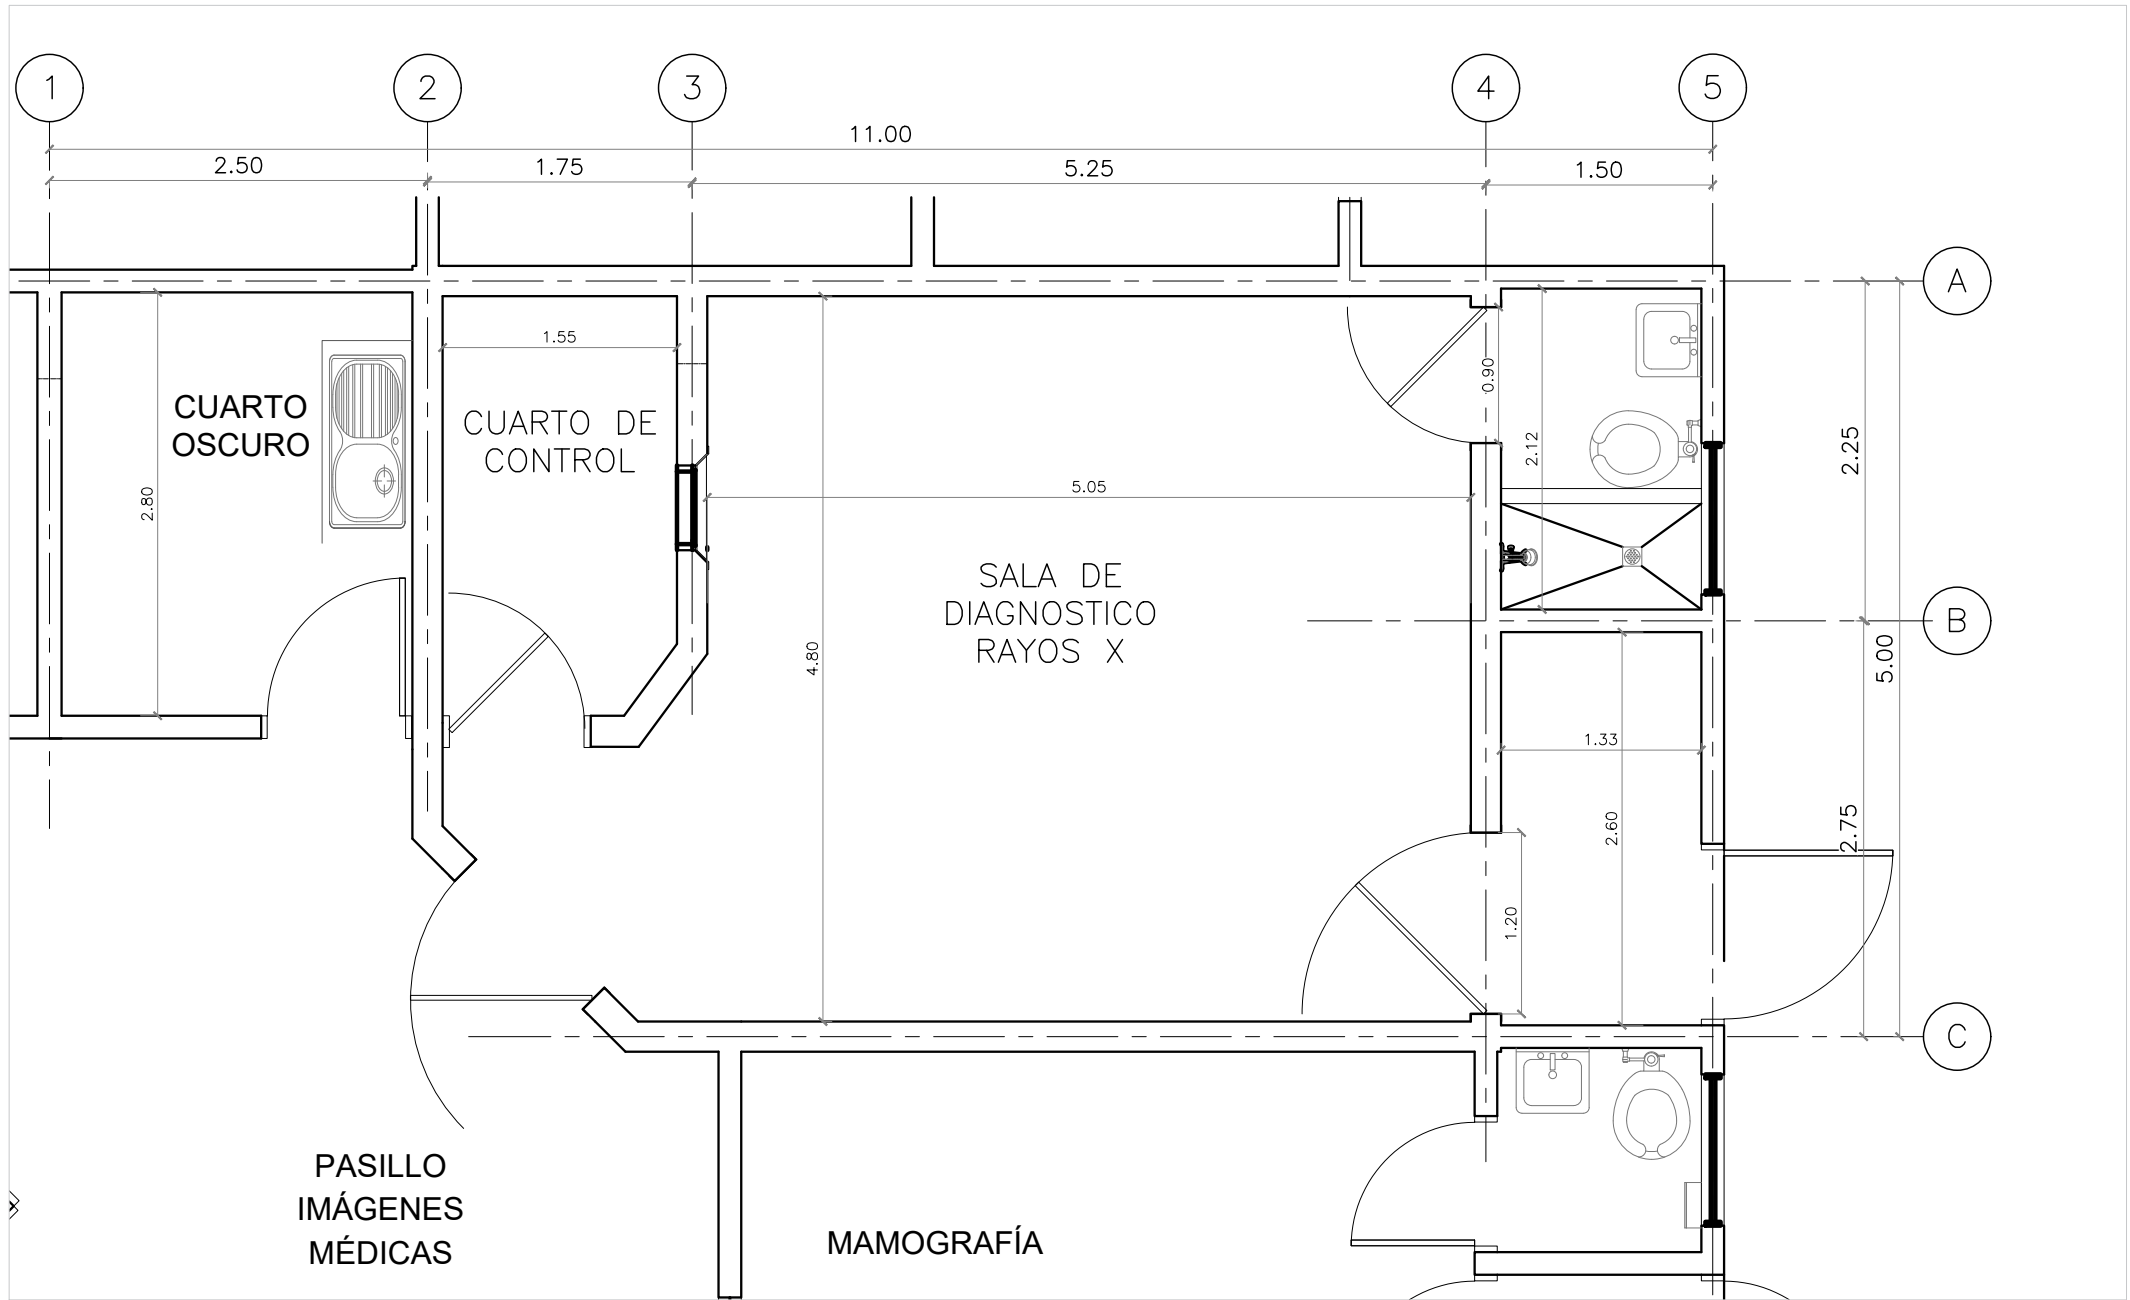 1
2
3
4
5
11.00
2.50
1.75
5.25
1.50
A
1.55
0.90
CUARTO
OSCURO
CUARTO DE
CONTROL
2.12
2.25
2.80
5.05
SALA DE
DIAGNOSTICO
RAYOS X
B
4.80
5.00
1.33
2.60
2.75
1.20
C
PASILLO
IMÁGENES
MÉDICAS
MAMOGRAFÍA